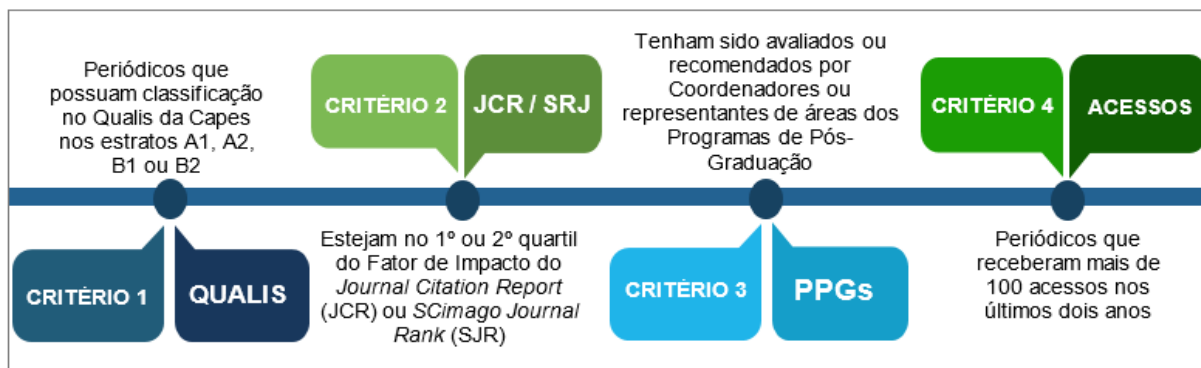 Periódicos que
possuam classificação
no Qualis da Capes
nos estratos A1, A2,
B1 ou B2
CRITÉRIO 1
QUALIS
CRITÉRIO 2
JCR / SRJ
Estejam no 1º ou 2º quartil
do Fator de Impacto do
Journal Citation Report
(JCR) ou SCimago Journal
Rank (SJR)
Tenham sido avaliados ou
recomendados por
Coordenadores ou
representantes de áreas dos
Programas de Pós-
Graduação
CRITÉRIO 3
PPGs
CRITÉRIO 4
ACESSOS
Periódicos que
receberam mais de
100 acessos nos
últimos dois anos